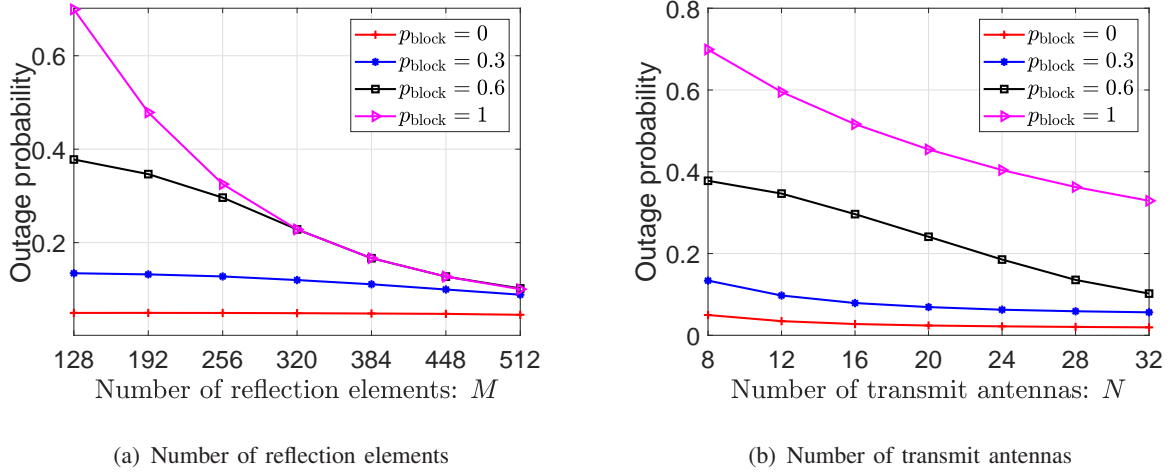 0.6
0.4
0.2
Outage probability
p_block = 0
p_block = 0.3
p_block = 0.6
p_block = 1
128 192 256 320 384 448 512
Number of reflection elements: M
(a) Number of reflection elements
0.8
0.6
0.4
0.2
0
Outage probability
p_block = 0
p_block = 0.3
p_block = 0.6
p_block = 1
8 12 16 20 24 28 32
Number of transmit antennas: N
(b) Number of transmit antennas